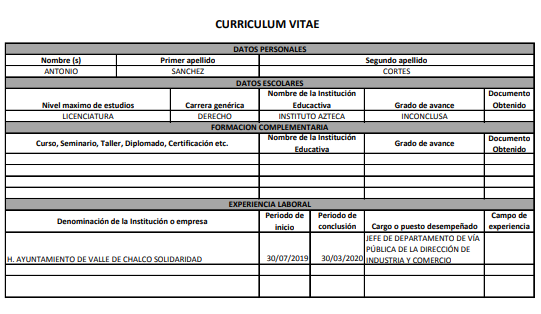 CURRICULUM VITAE
DATOS PERSONALES
Nombre (s) Primer apellido Segundo apellido
ANTONIO SANCHEZ CORTES
DATOS ESCOLARES
Nivel maximo de estudios Carrera genérica Nombre de la Institución Eductactiva Grado de avance Documento Obtenido
LICENCIATURA DERECHO INSTITUTO AZTECA INCONCLUSA
FORMACION COMPLEMENTARIA
Curso, Seminario, Taller, Diplomado, Certificación etc. Nombre de la Institución Educativa Grado de avance Documento Obtenido
EXPERIENCIA LABORAL
Denominación de la Institución o empresa Periodo de inicio Periodo de conclusión Cargo o puesto desempeñado Campo de experiencia
H. AYUNTAMIENTO DE VALLE DE CHALCO SOLIDARIDAD 30/07/2019 30/03/2020 JEFE DE DEPARTAMENTO DE VÍA
PÚBLICA DE LA DIRECCIÓN DE
INDUSTRIA Y COMERCIO